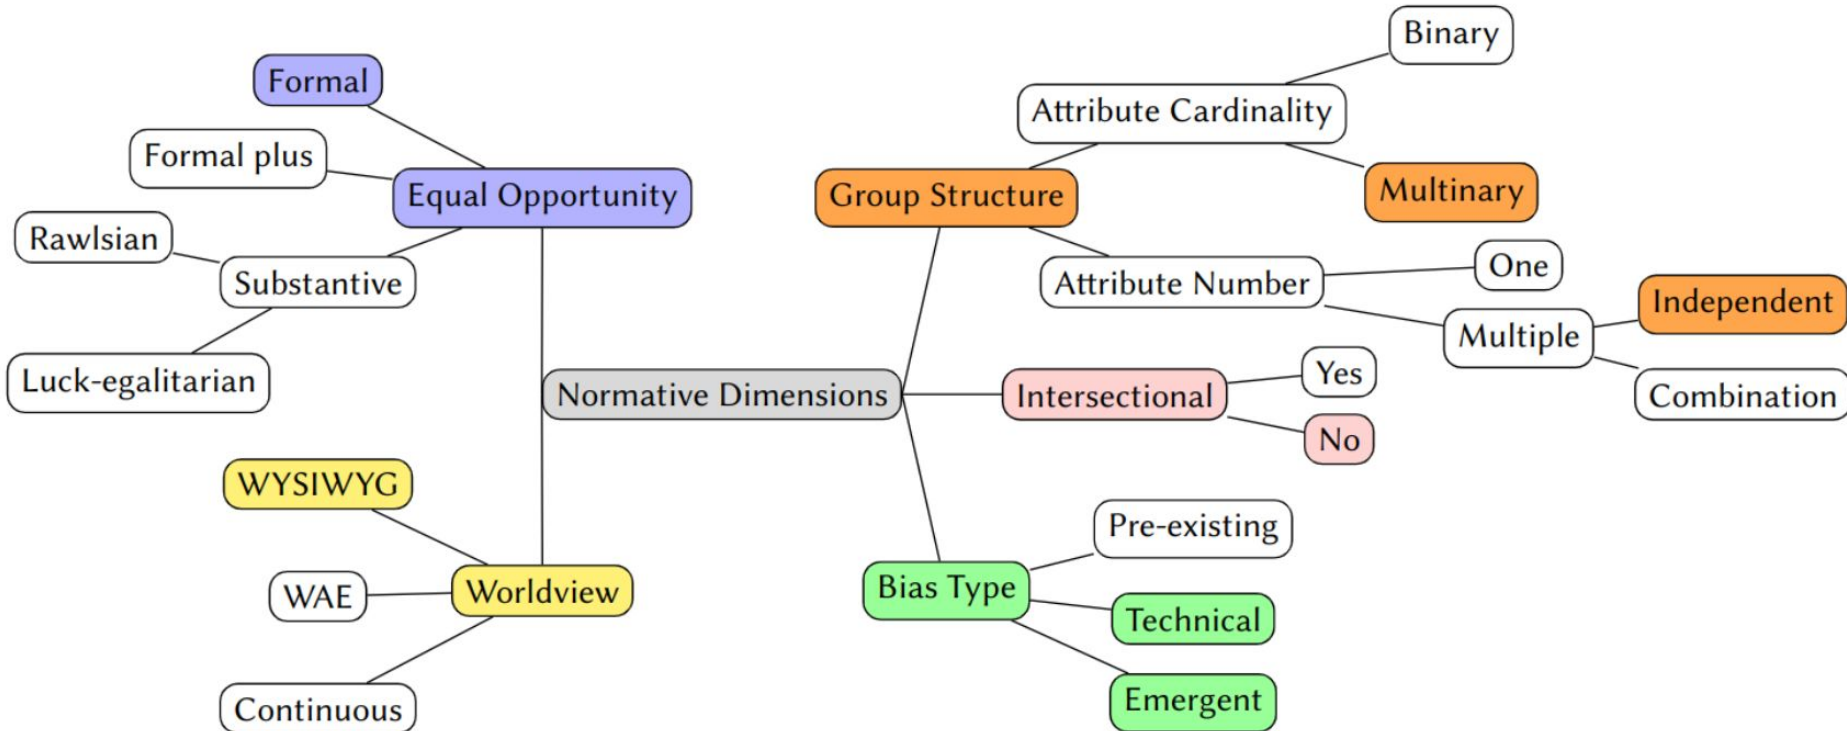 Binary
Formal
Attribute Cardinality
Formal plus
Equal Opportunity
Group Structure
Multinary
Rawlsian
Substantive
Attribute Number
One
Independent
Multiple
Luck-egalitarian
Normative Dimensions
Intersectional
Yes
Combination
No
WYSIWYG
Pre-existing
WAE
Worldview
Bias Type
Technical
Continuous
Emergent